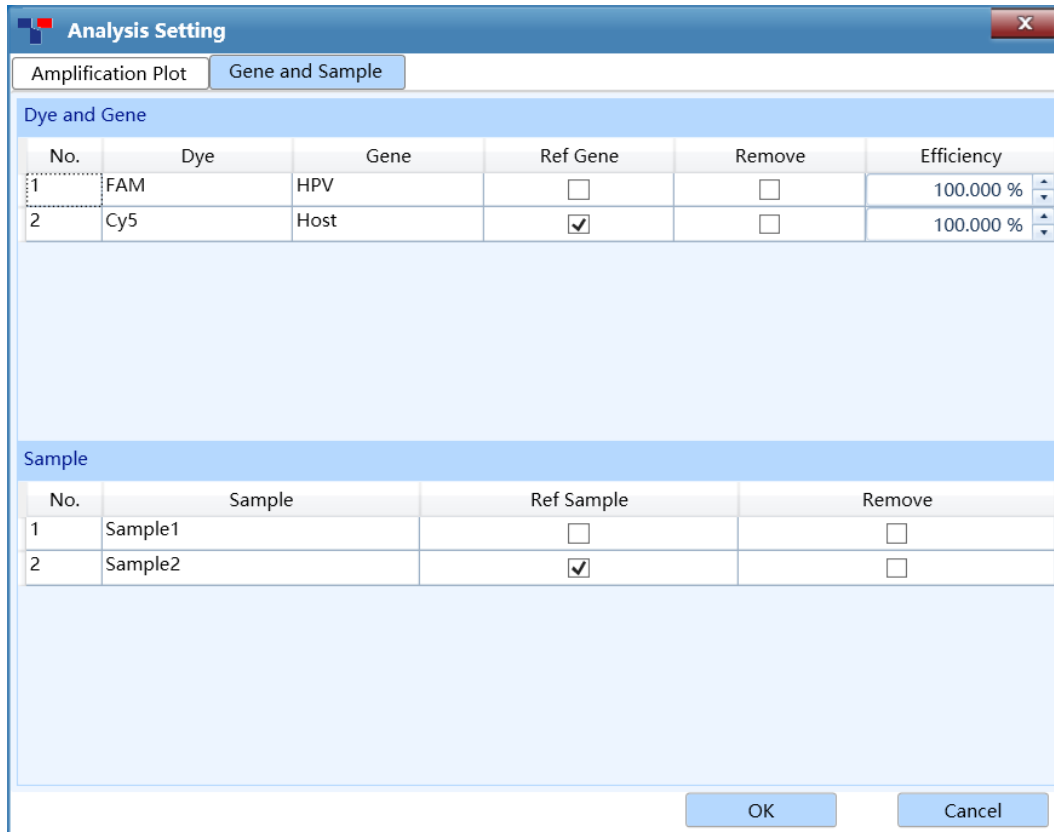 Analysis Setting
x
Amplification Plot Gene and Sample
Dye and Gene
No. Dye Gene Ref Gene Remove Efficiency
1 FAM HPV 100.000 %
2 Cy5 Host 100.000 %
Sample
No. Sample Ref Sample Remove
1 Sample1
2 Sample2
OK Cancel